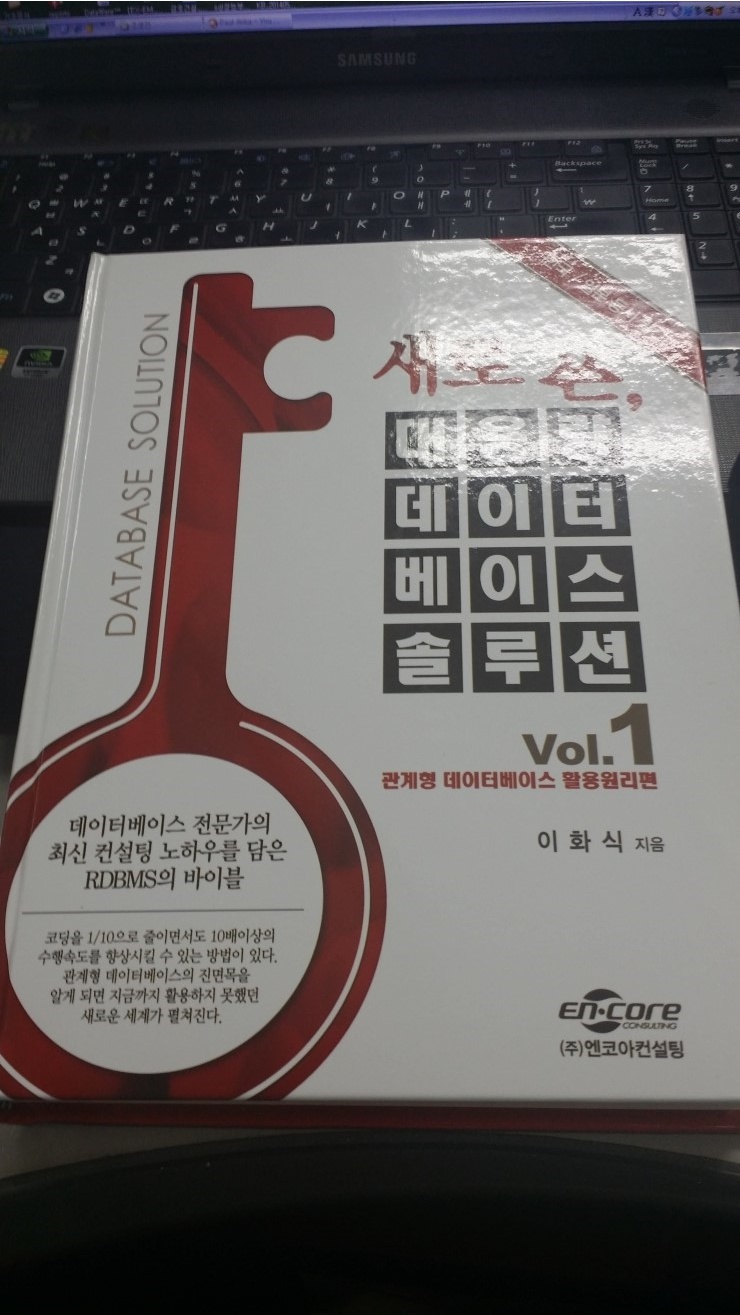 SAMSUNG
Backspace
Enter
Home
DATABASE SOLUTION
새로 쓴,
대용량
데이터
베이스
솔루션
Vol.1
관계형 데이터베이스 활용원리편
이화식 지음
데이터베이스 전문가의
최신 컨설팅 노하우를 담은
RDBMS의 바이블
코딩을 1/10으로 줄이면서도 10배이상의
수행속도를 향상시킬 수 있는 방법이 있다.
관계형 데이터베이스의 진면목을
알게 되면 지금까지 활용하지 못했던
새로운 세계가 펼쳐진다.
en·core
CONSULTING
(주)엔코아컨설팅